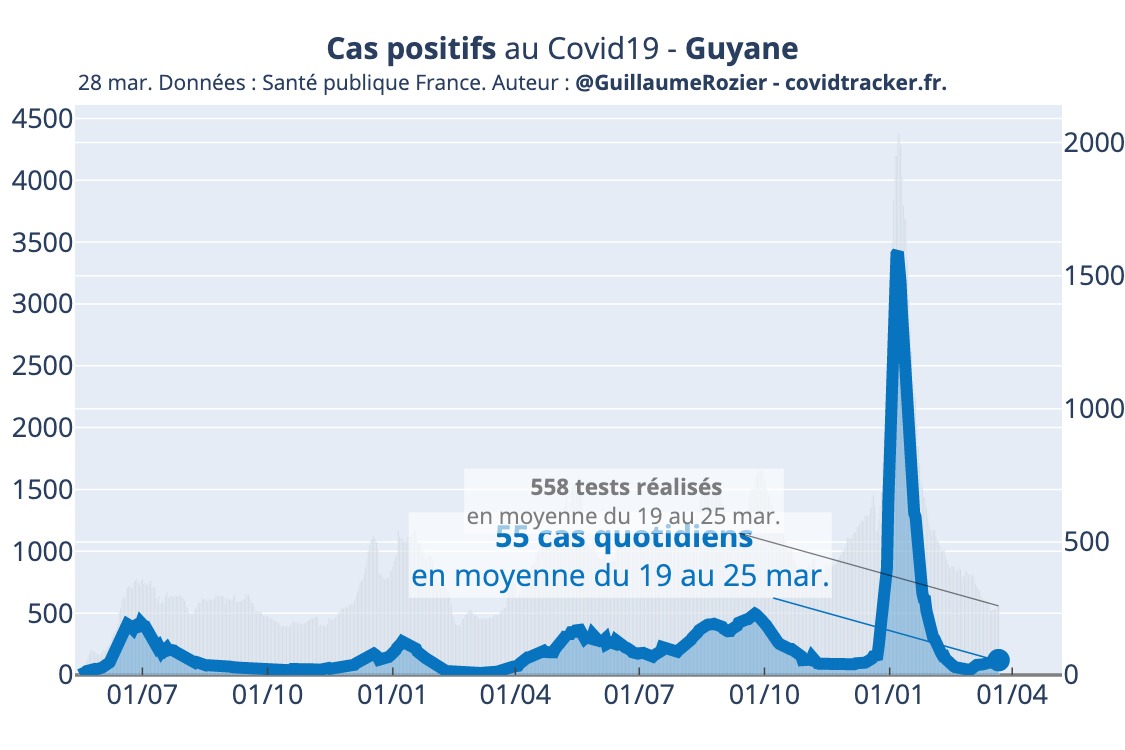 Cas positifs au Covid19 - Guyane
28 mar. Données : Santé publique France. Auteur : @GuillaumeRozier - covidtracker.fr.
4500
4000
3500
3000
2500
2000
1500
1000
500
0
2000
1500
1000
500
0
558 tests réalisés
en moyenne du 19 au 25 mar.
55 cas quotidiens
en moyenne du 19 au 25 mar.
01/07 01/10 01/01 01/04 01/07 01/10 01/01 01/04